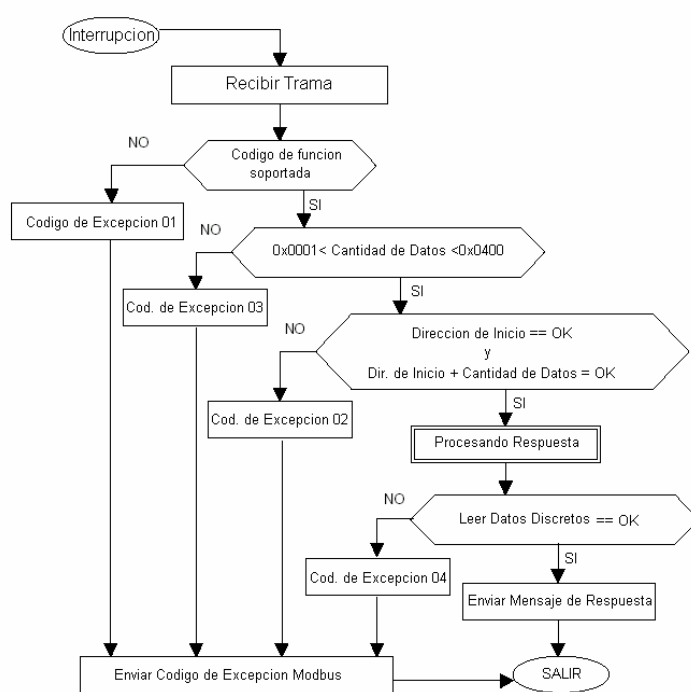 Interrupcion
Recibir Trama
NO
Codigo de funcion
soportada
SI
Codigo de Excepcion 01
NO
0x0001< Cantidad de Datos <0x0400
SI
Cod. de Excepcion 03
NO
Direccion de Inicio == OK
y
Dir. de Inicio + Cantidad de Datos = OK
SI
Cod. de Excepcion 02
Procesando Respuesta
NO
Leer Datos Discretos == OK
SI
Cod. de Excepcion 04
Enviar Mensaje de Respuesta
Enviar Codigo de Excepcion Modbus
SALIR